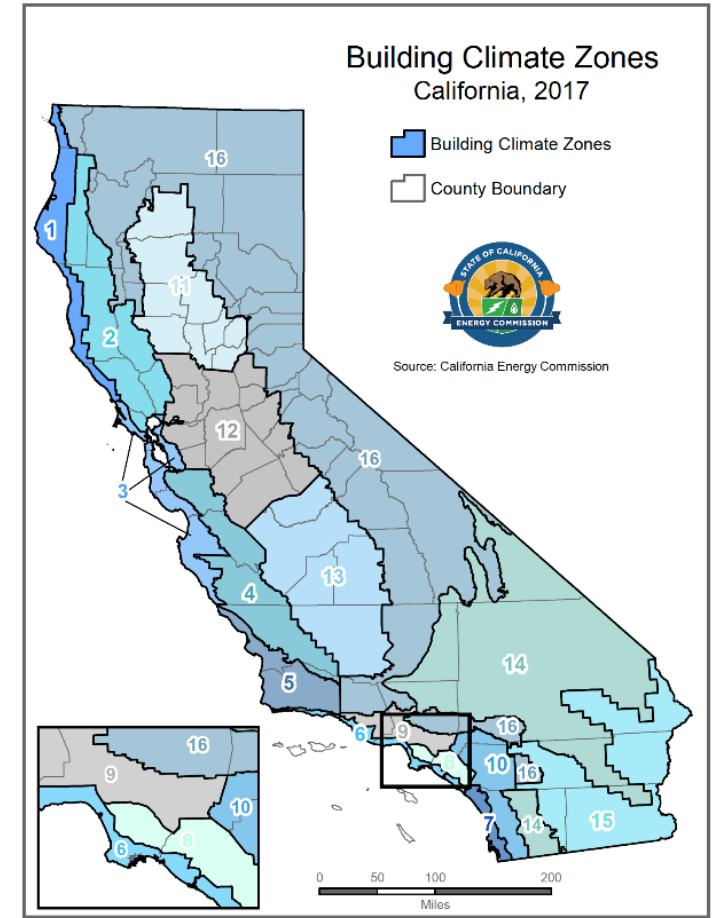 Building Climate Zones
California, 2017
Building Climate Zones
County Boundary
STATE OF CALIFORNIA
ENERGY COMMISSION
Source: California Energy Commission
16
1
11
2
12
16
3
13
4
14
5
16
6
9
8
10
16
7
14
15
16
9
10
6
8
0 50 100 200
Miles